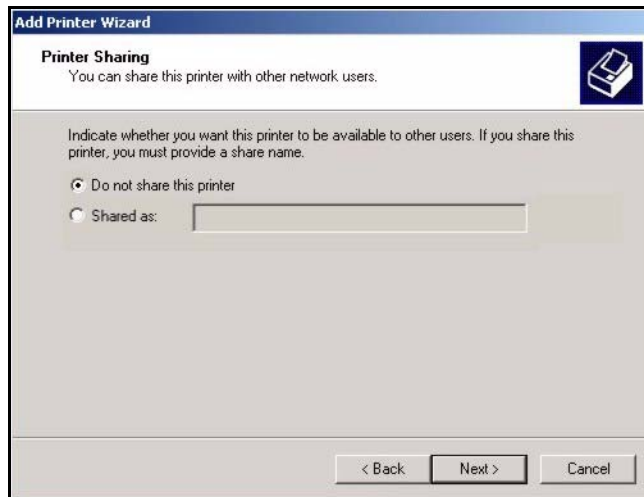 Add Printer Wizard
Printer Sharing
You can share this printer with other network users.
Indicate whether you want this printer to be available to other users. If you share this
printer, you must provide a share name.
Do not share this printer
Shared as:
< Back
Next >
Cancel